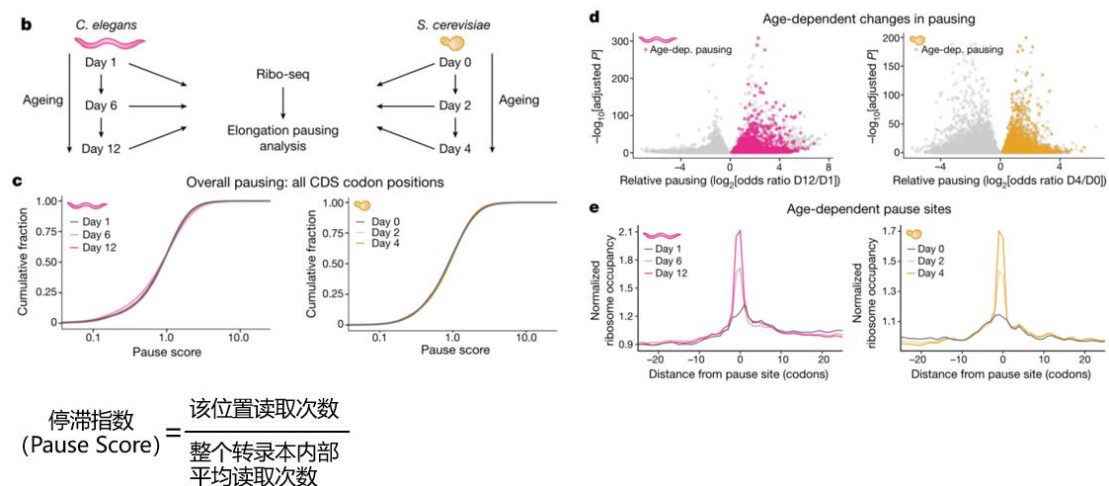 b
C. elegans
S. cerevisiae
Day 1
Day 6
Day 12
Ageing
Ribo-seq
Elongation pausing
analysis
Day 0
Day 2
Day 4
Ageing
c
Overall pausing: all CDS codon positions
Cumulative fraction
1.00
0.75
0.50
0.25
0
Day 1
Day 6
Day 12
0.1
1.0
10.0
Pause score
Cumulative fraction
1.00
0.75
0.50
0.25
0
Day 0
Day 2
Day 4
0.1
1.0
10.0
Pause score
d
Age-dependent changes in pausing
−log10[adjusted P]
300
200
100
0
Age-dep. pausing
−4
0
4
8
Relative pausing (log2[odds ratio D12/D1])
−log10[adjusted P]
200
150
100
50
0
Age-dep. pausing
−4
0
4
Relative pausing (log2[odds ratio D4/D0])
e
Age-dependent pause sites
Normalized
ribosome occupancy
2.1
1.8
1.5
1.2
0.9
Day 1
Day 6
Day 12
−20
−10
0
10
20
Distance from pause site (codons)
Normalized
ribosome occupancy
1.7
1.5
1.3
1.1
Day 0
Day 2
Day 4
−20
−10
0
10
20
Distance from pause site (codons)
停滞指数
(Pause Score)
=
该位置读取次数
整个转录本内部
平均读取次数